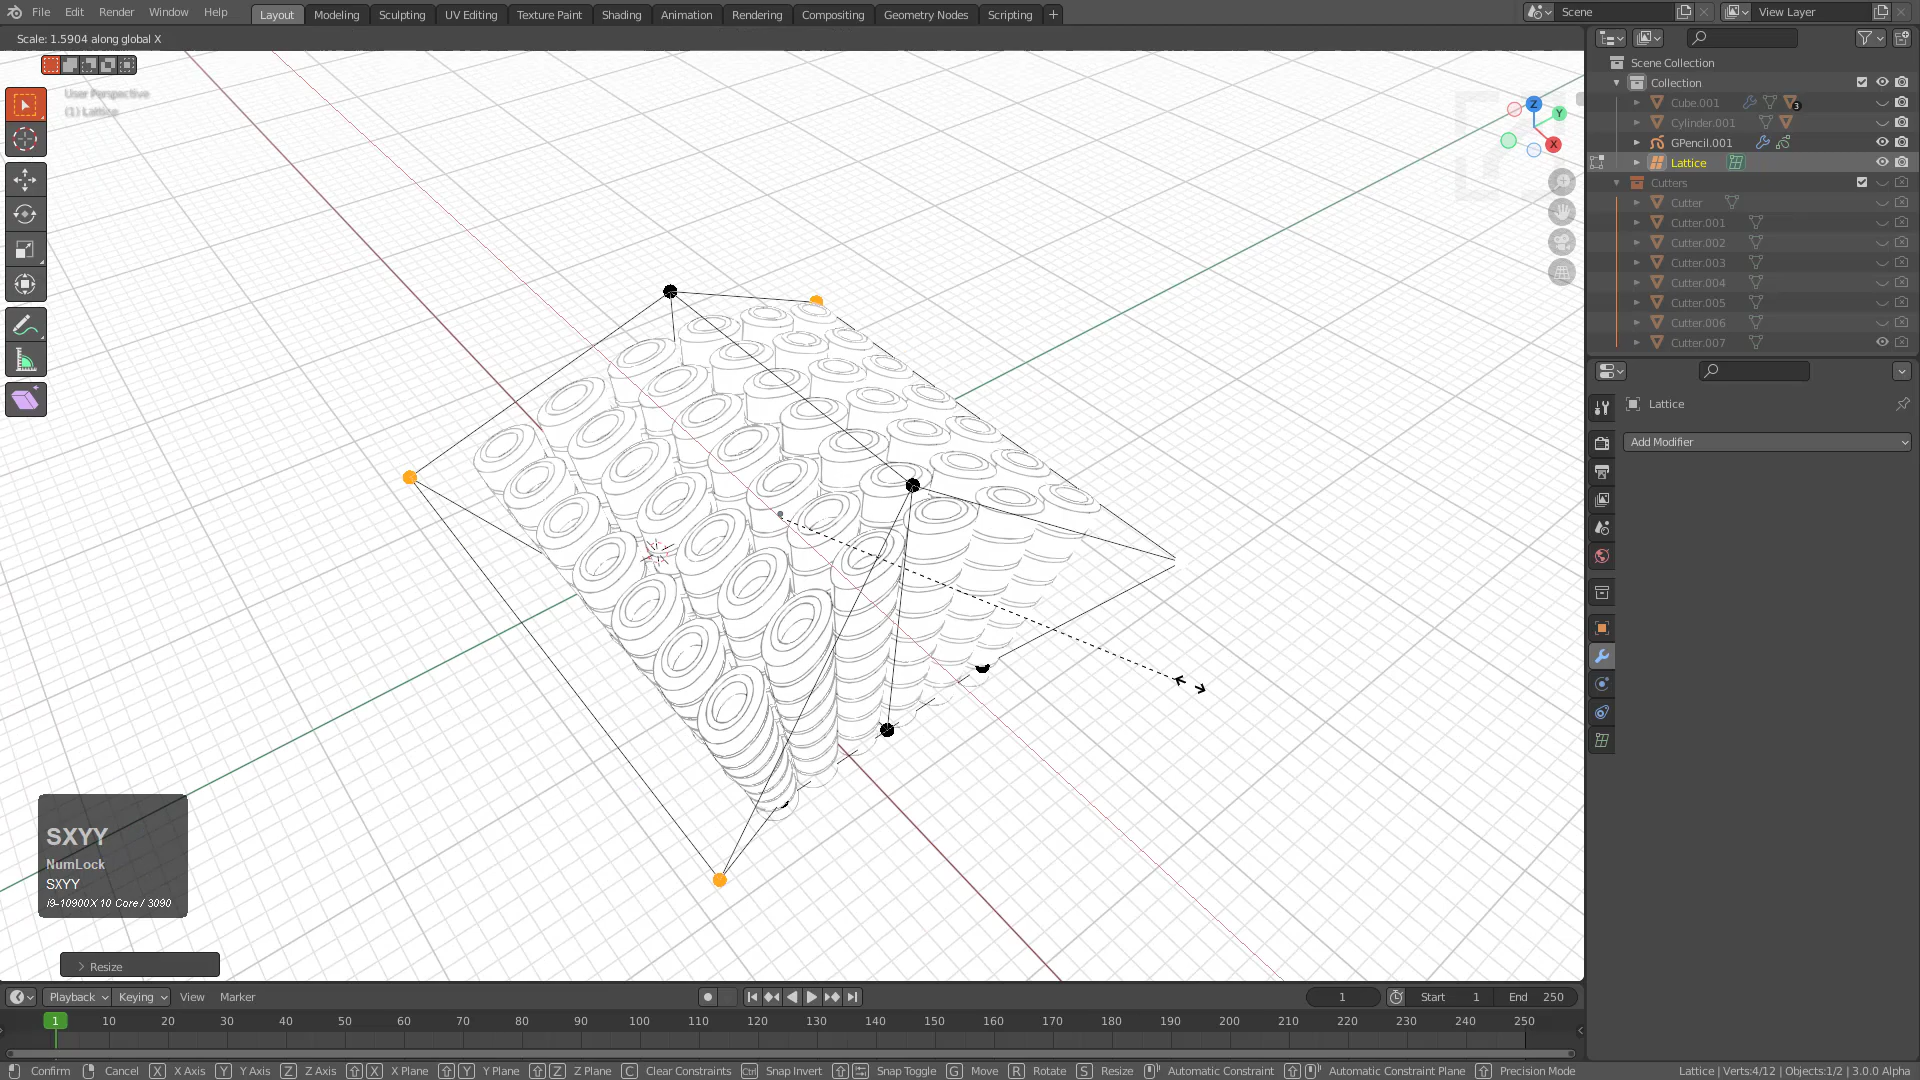 File Edit Render Window Help Layout Modeling Sculpting UV Editing Texture Paint Shading Animation Rendering Compositing Geometry Nodes Scripting + Scene View Layer
Scale: 1.5904 along global X
User Perspective
(1) Lattice
Z
Y
X
Scene Collection
Collection
Cube.001 3
Cylinder.001
GPencil.001
Lattice
Cutters
Cutter
Cutter.001
Cutter.002
Cutter.003
Cutter.004
Cutter.005
Cutter.006
Cutter.007
Lattice
Add Modifier
SXYY
NumLock
SXYY
i9-10900X 10 Core / 3090
Resize
Playback Keying View Marker 1 Start 1 End 250
1 10 20 30 40 50 60 70 80 90 100 110 120 130 140 150 160 170 180 190 200 210 220 230 240 250
Confirm Cancel X X Axis Y Y Axis Z Z Axis X X Plane Y Y Plane Z Z Plane C Clear Constraints Ctrl Snap Invert Snap Toggle G Move R Rotate S Resize Automatic Constraint Automatic Constraint Plane Precision Mode Lattice | Verts:4/12 | Objects:1/2 | 3.0.0 Alpha